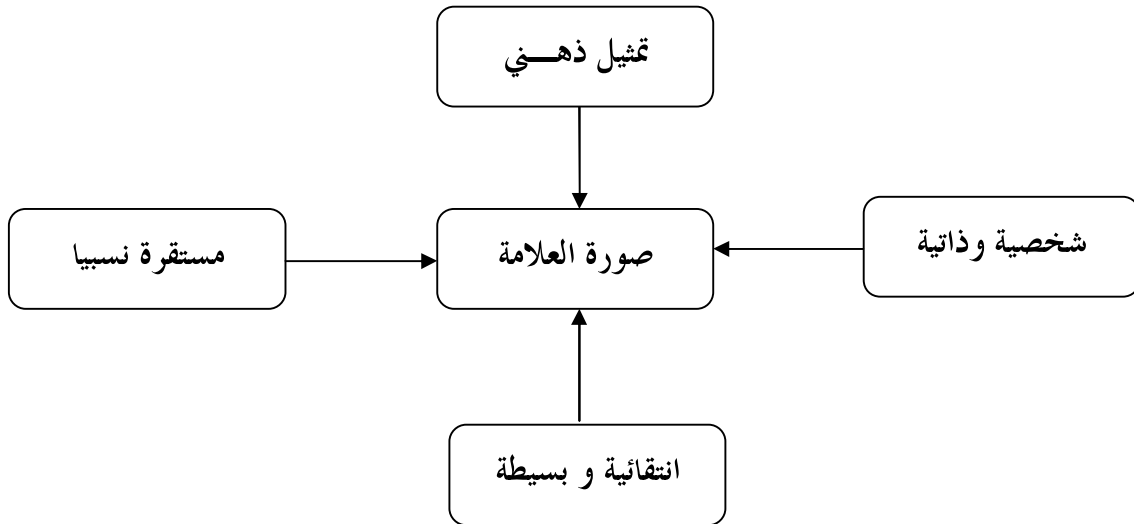 تمثيل ذهـــني
شخصية وذاتية
صورة العلامة
مستقرة نسبيا
انتقائية و بسيطة